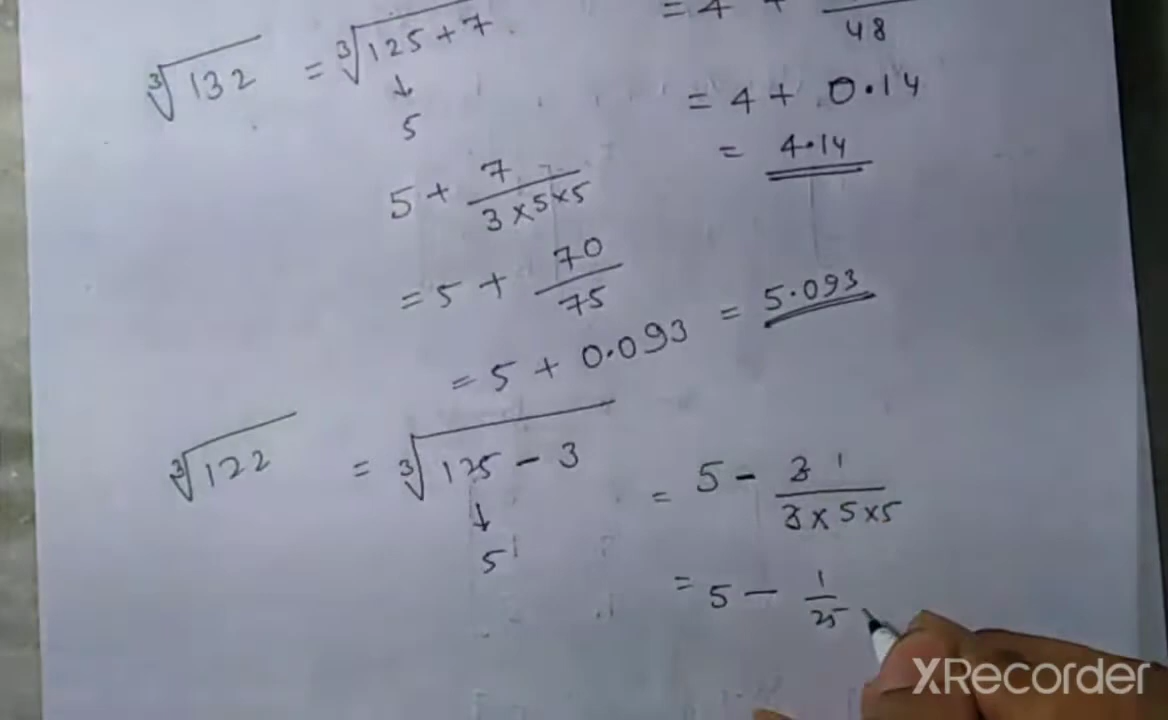 ∛132 = ∛125+7
↓
5
5 + 7/(3×5×5)
= 5 + 70/75
= 5 + 0.093 = 5.093
= 4 + /48
= 4 + 0.14
= 4.14
∛122 = ∛125 - 3
↓
5
= 5 - 3 1/(3×5×5)
= 5 - 1/25
XRecorder